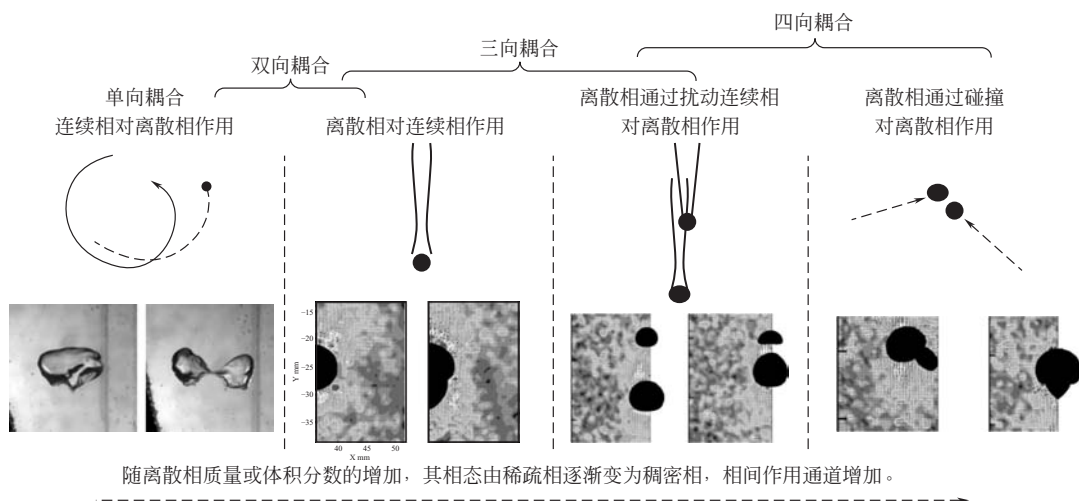 四向耦合
三向耦合
双向耦合
单向耦合
连续相对离散相作用
离散相对连续相作用
离散相通过扰动连续相
对离散相作用
离散相通过碰撞
对离散相作用
−15
−20
−25
−30
−35
Y mm
40
45
50
X mm
随离散相质量或体积分数的增加，其相态由稀疏相逐渐变为稠密相，相间作用通道增加。